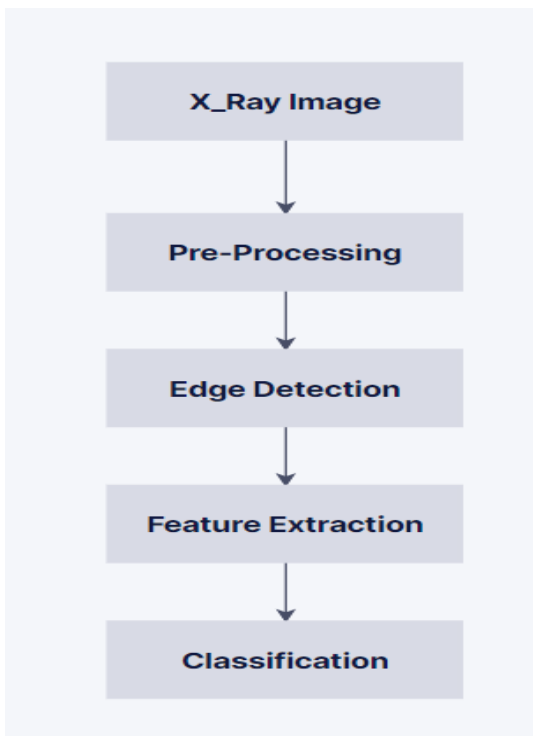 X_Ray Image
Pre-Processing
Edge Detection
Feature Extraction
Classification